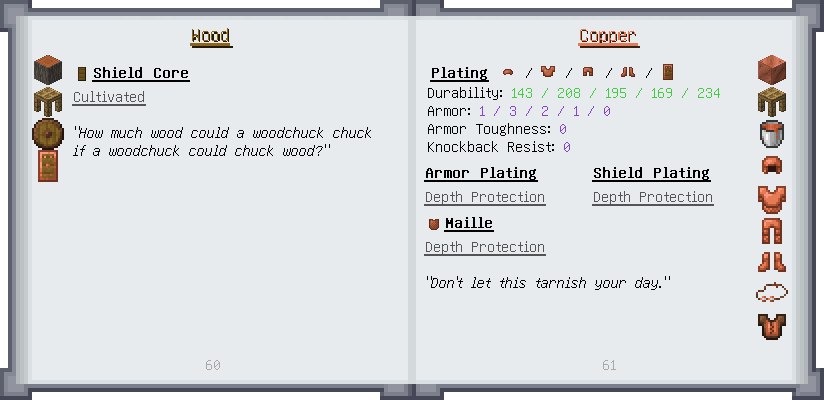 Wood
Shield Core
Cultivated
"How much wood could a woodchuck chuck
if a woodchuck could chuck wood?"
60
Copper
Plating / / / /
Durability: 143 / 208 / 195 / 169 / 234
Armor: 1 / 3 / 2 / 1 / 0
Armor Toughness: 0
Knockback Resist: 0
Armor Plating Shield Plating
Depth Protection Depth Protection
Maille
Depth Protection
"Don't let this tarnish your day."
61